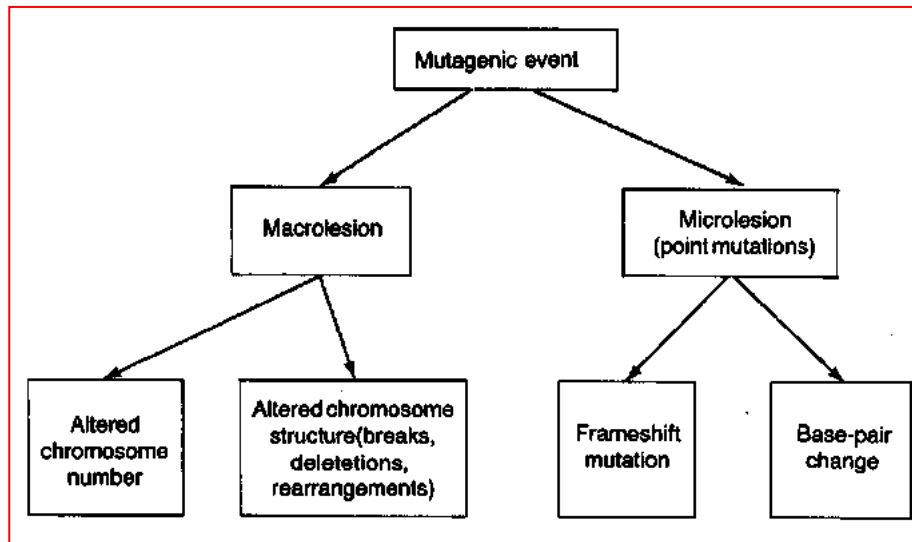 Mutagenic event
Macrolesion
Microlesion
(point mutations)
Altered
chromosome
number
Altered chromosome
structure(breaks,
deletetions,
rearrangements)
Frameshift
mutation
Base-pair
change